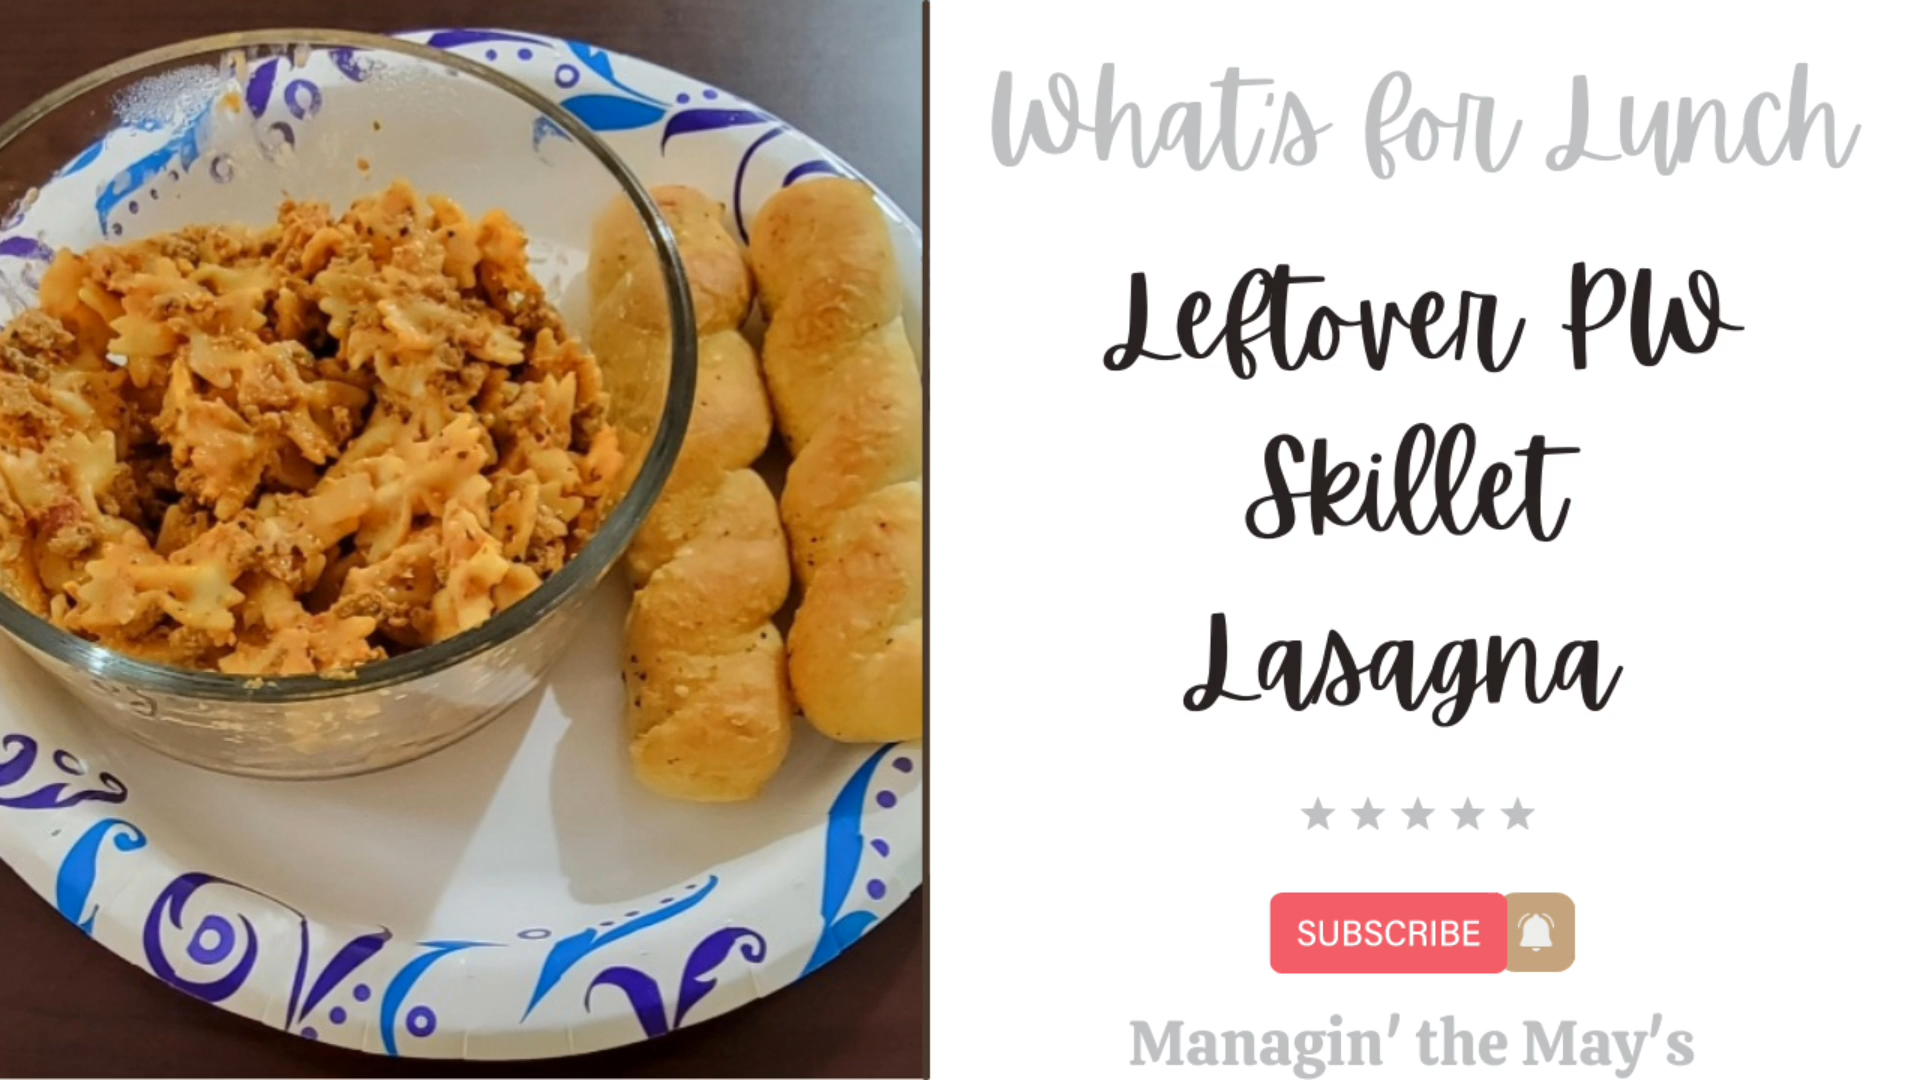 What's for Lunch
Leftover PW
Skillet
Lasagna
SUBSCRIBE
Managin' the May's